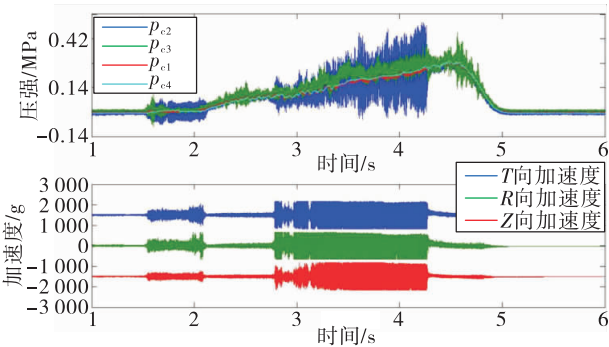 压强/MPa
0.42
0.14
-0.14
p_c2
p_c3
p_c1
p_c4
1 2 3 4 5 6
时间/s
加速度/g
3 000
2 000
1 000
0
-1 000
-2 000
-3 000
T向加速度
R向加速度
Z向加速度
1 2 3 4 5 6
时间/s